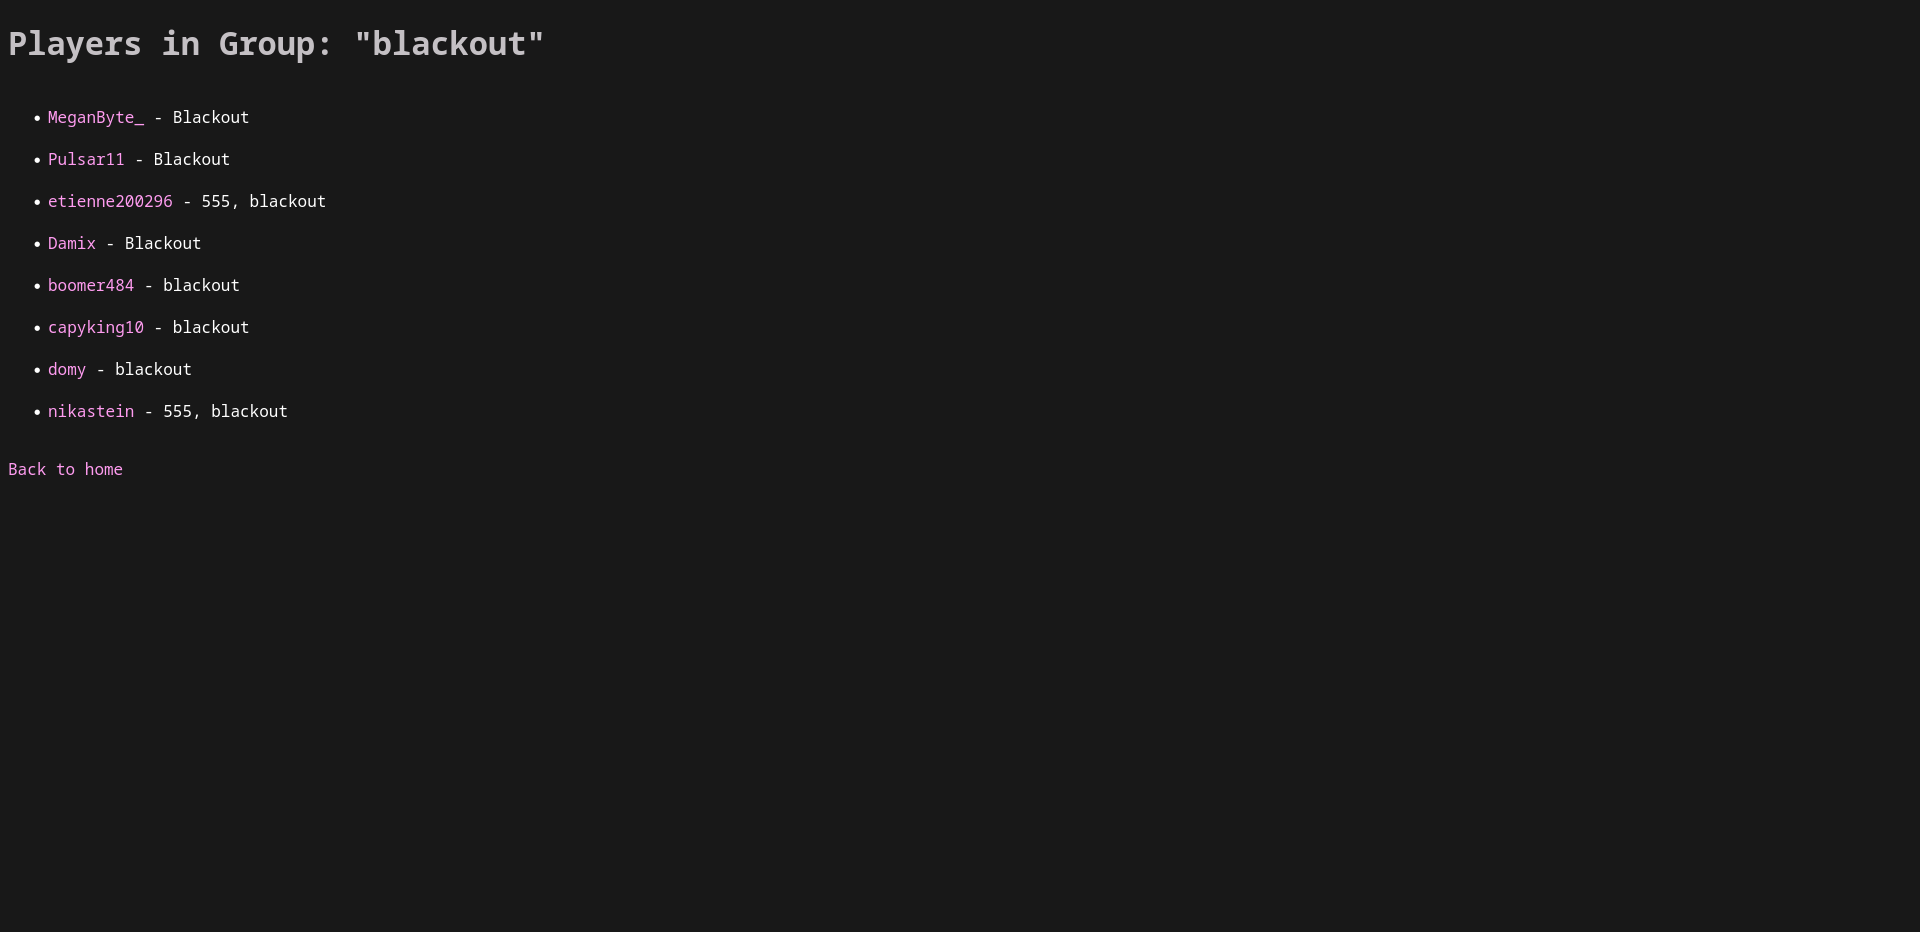 Players in Group: "blackout"
• MeganByte_ - Blackout
• Pulsar11 - Blackout
• etienne200296 - 555, blackout
• Damix - Blackout
• boomer484 - blackout
• capyking10 - blackout
• domy - blackout
• nikastein - 555, blackout
Back to home